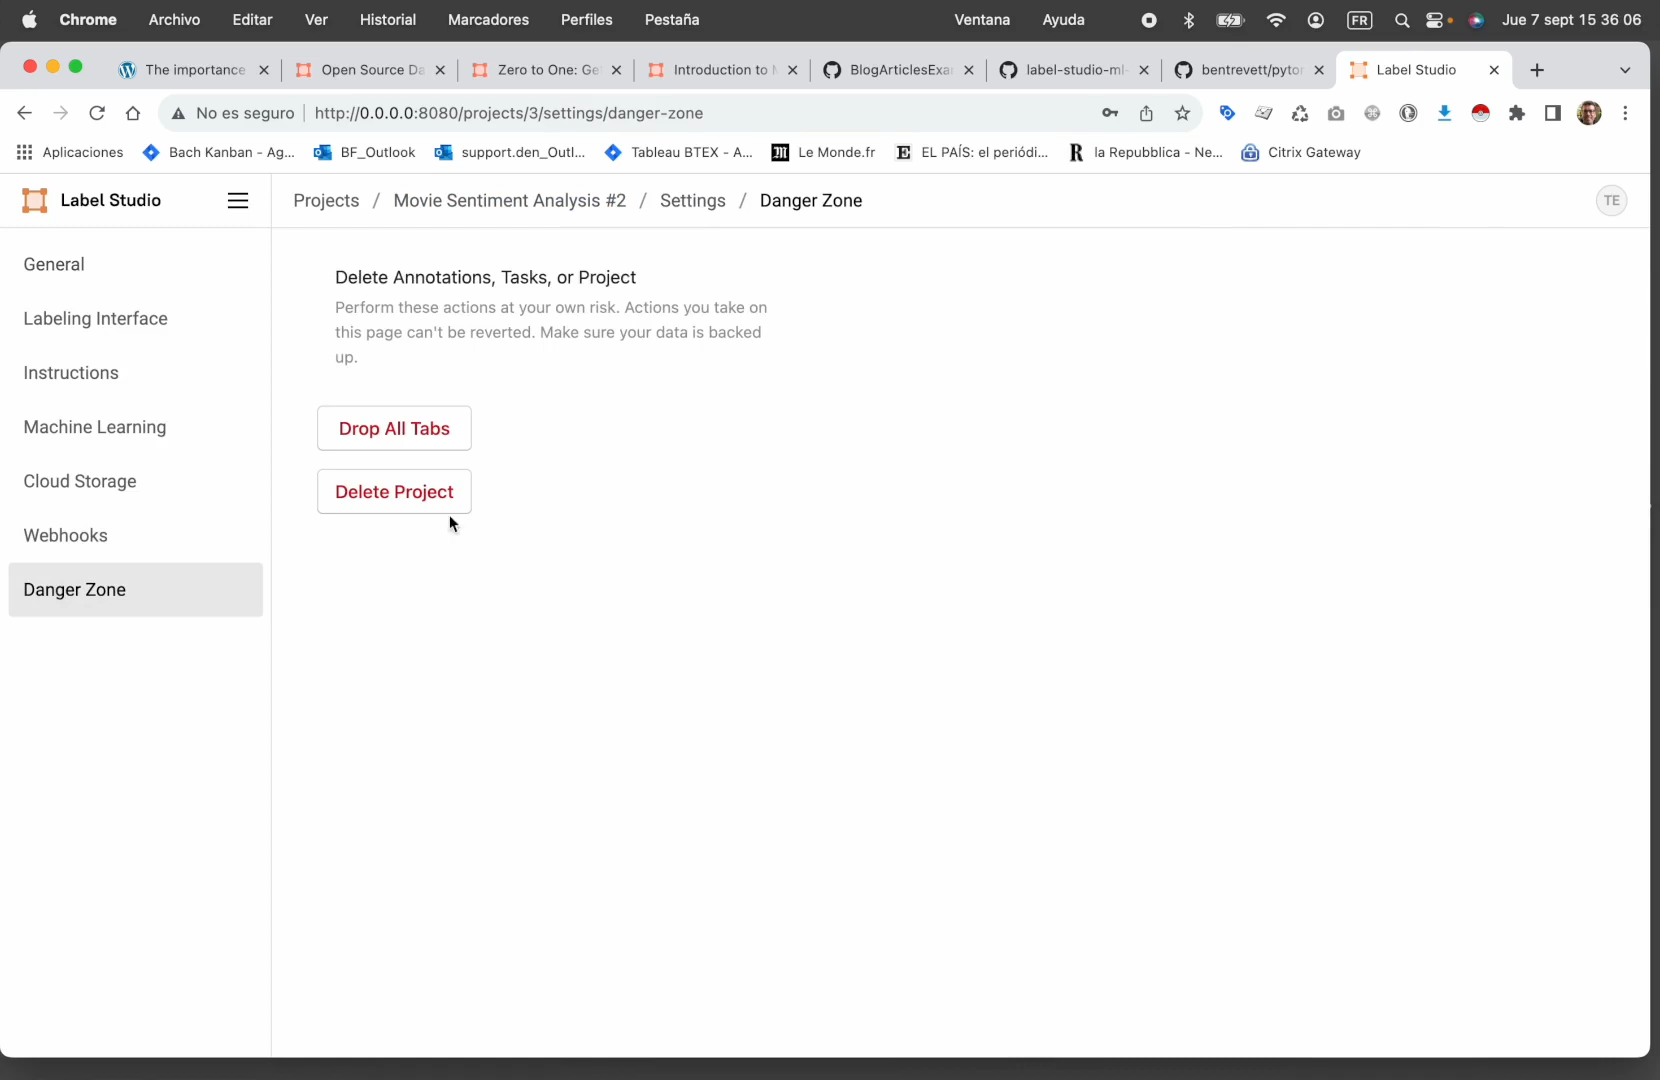 Chrome Archivo Editar Ver Historial Marcadores Perfiles Pestaña Ventana Ayuda FR Jue 7 sept 15 36 06
The importance Open Source Da Zero to One: Ge Introduction to BlogArticlesExa label-studio-ml- bentrevett/pytor Label Studio
No es seguro http://0.0.0.0:8080/projects/3/settings/danger-zone
Aplicaciones Bach Kanban - Ag... BF_Outlook support.den_Outl... Tableau BTEX - A... Le Monde.fr E EL PAÍS: el periódi... R la Repubblica - Ne... Citrix Gateway
Label Studio Projects / Movie Sentiment Analysis #2 / Settings / Danger Zone TE
General
Labeling Interface
Instructions
Machine Learning
Cloud Storage
Webhooks
Danger Zone
Delete Annotations, Tasks, or Project
Perform these actions at your own risk. Actions you take on
this page can't be reverted. Make sure your data is backed
up.
Drop All Tabs
Delete Project